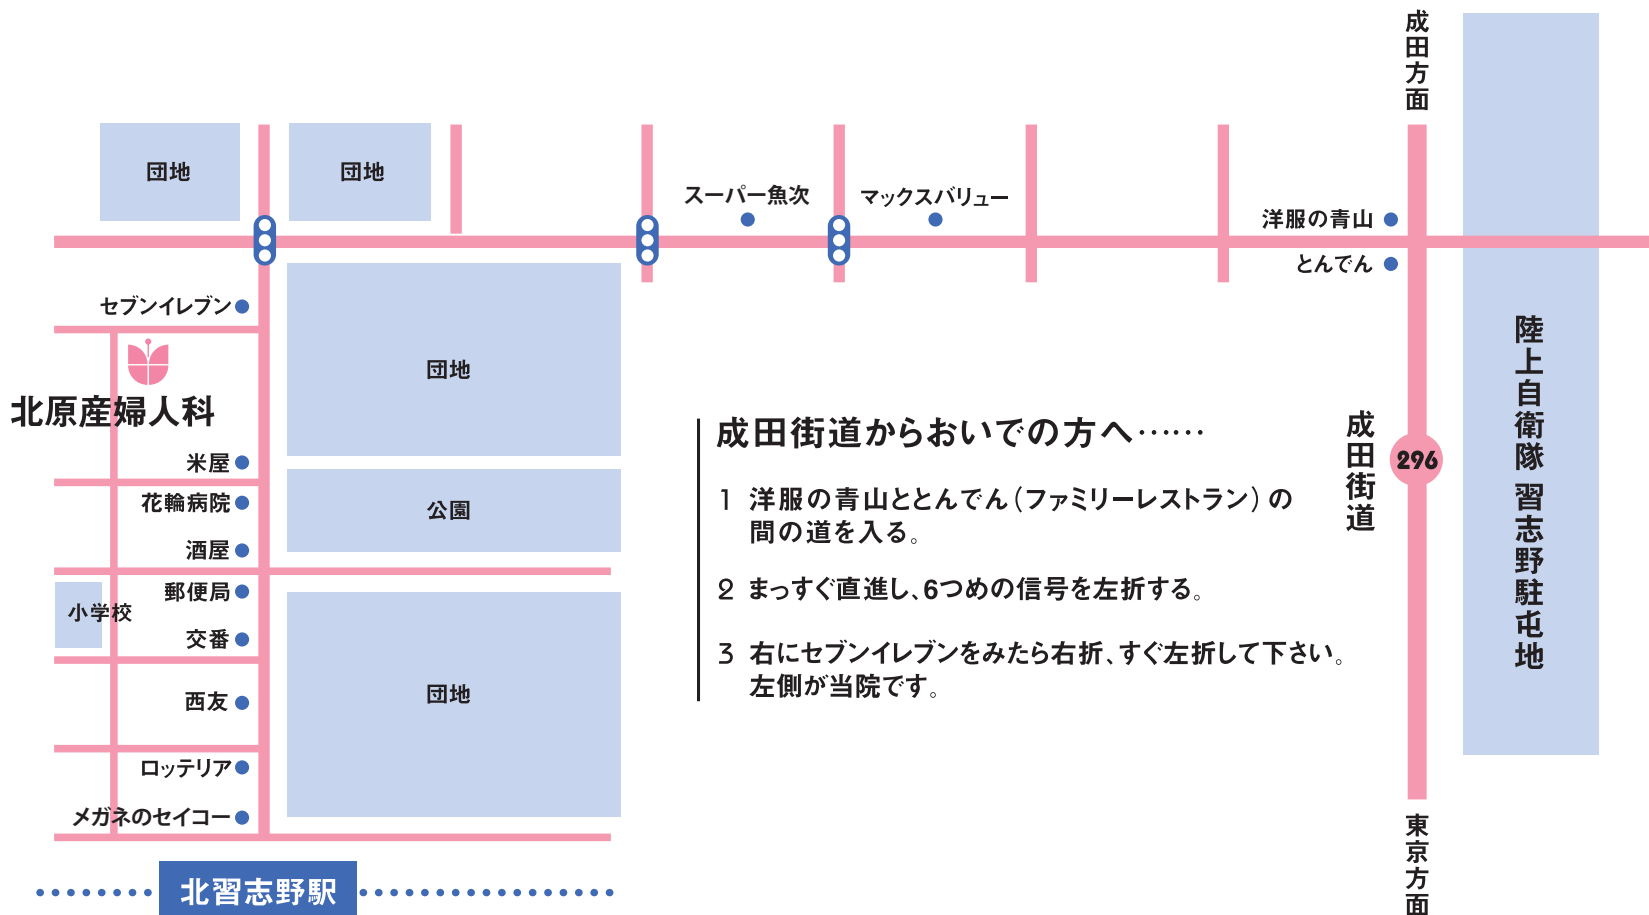 成田方面
団地
団地
スーパー魚次
マックスバリュー
洋服の青山
とんでん
セブンイレブン
北原産婦人科
団地
米屋
花輪病院
公園
酒屋
郵便局
小学校
交番
西友
団地
ロッテリア
メガネのセイコー
北習志野駅
成田街道からおいでの方へ……
1 洋服の青山ととんでん(ファミリーレストラン)の
間の道を入る。
2 まっすぐ直進し、6つめの信号を左折する。
3 右にセブンイレブンをみたら右折、すぐ左折して下さい。
左側が当院です。
成田街道
296
陸上自衛隊 習志野駐屯地
東京方面